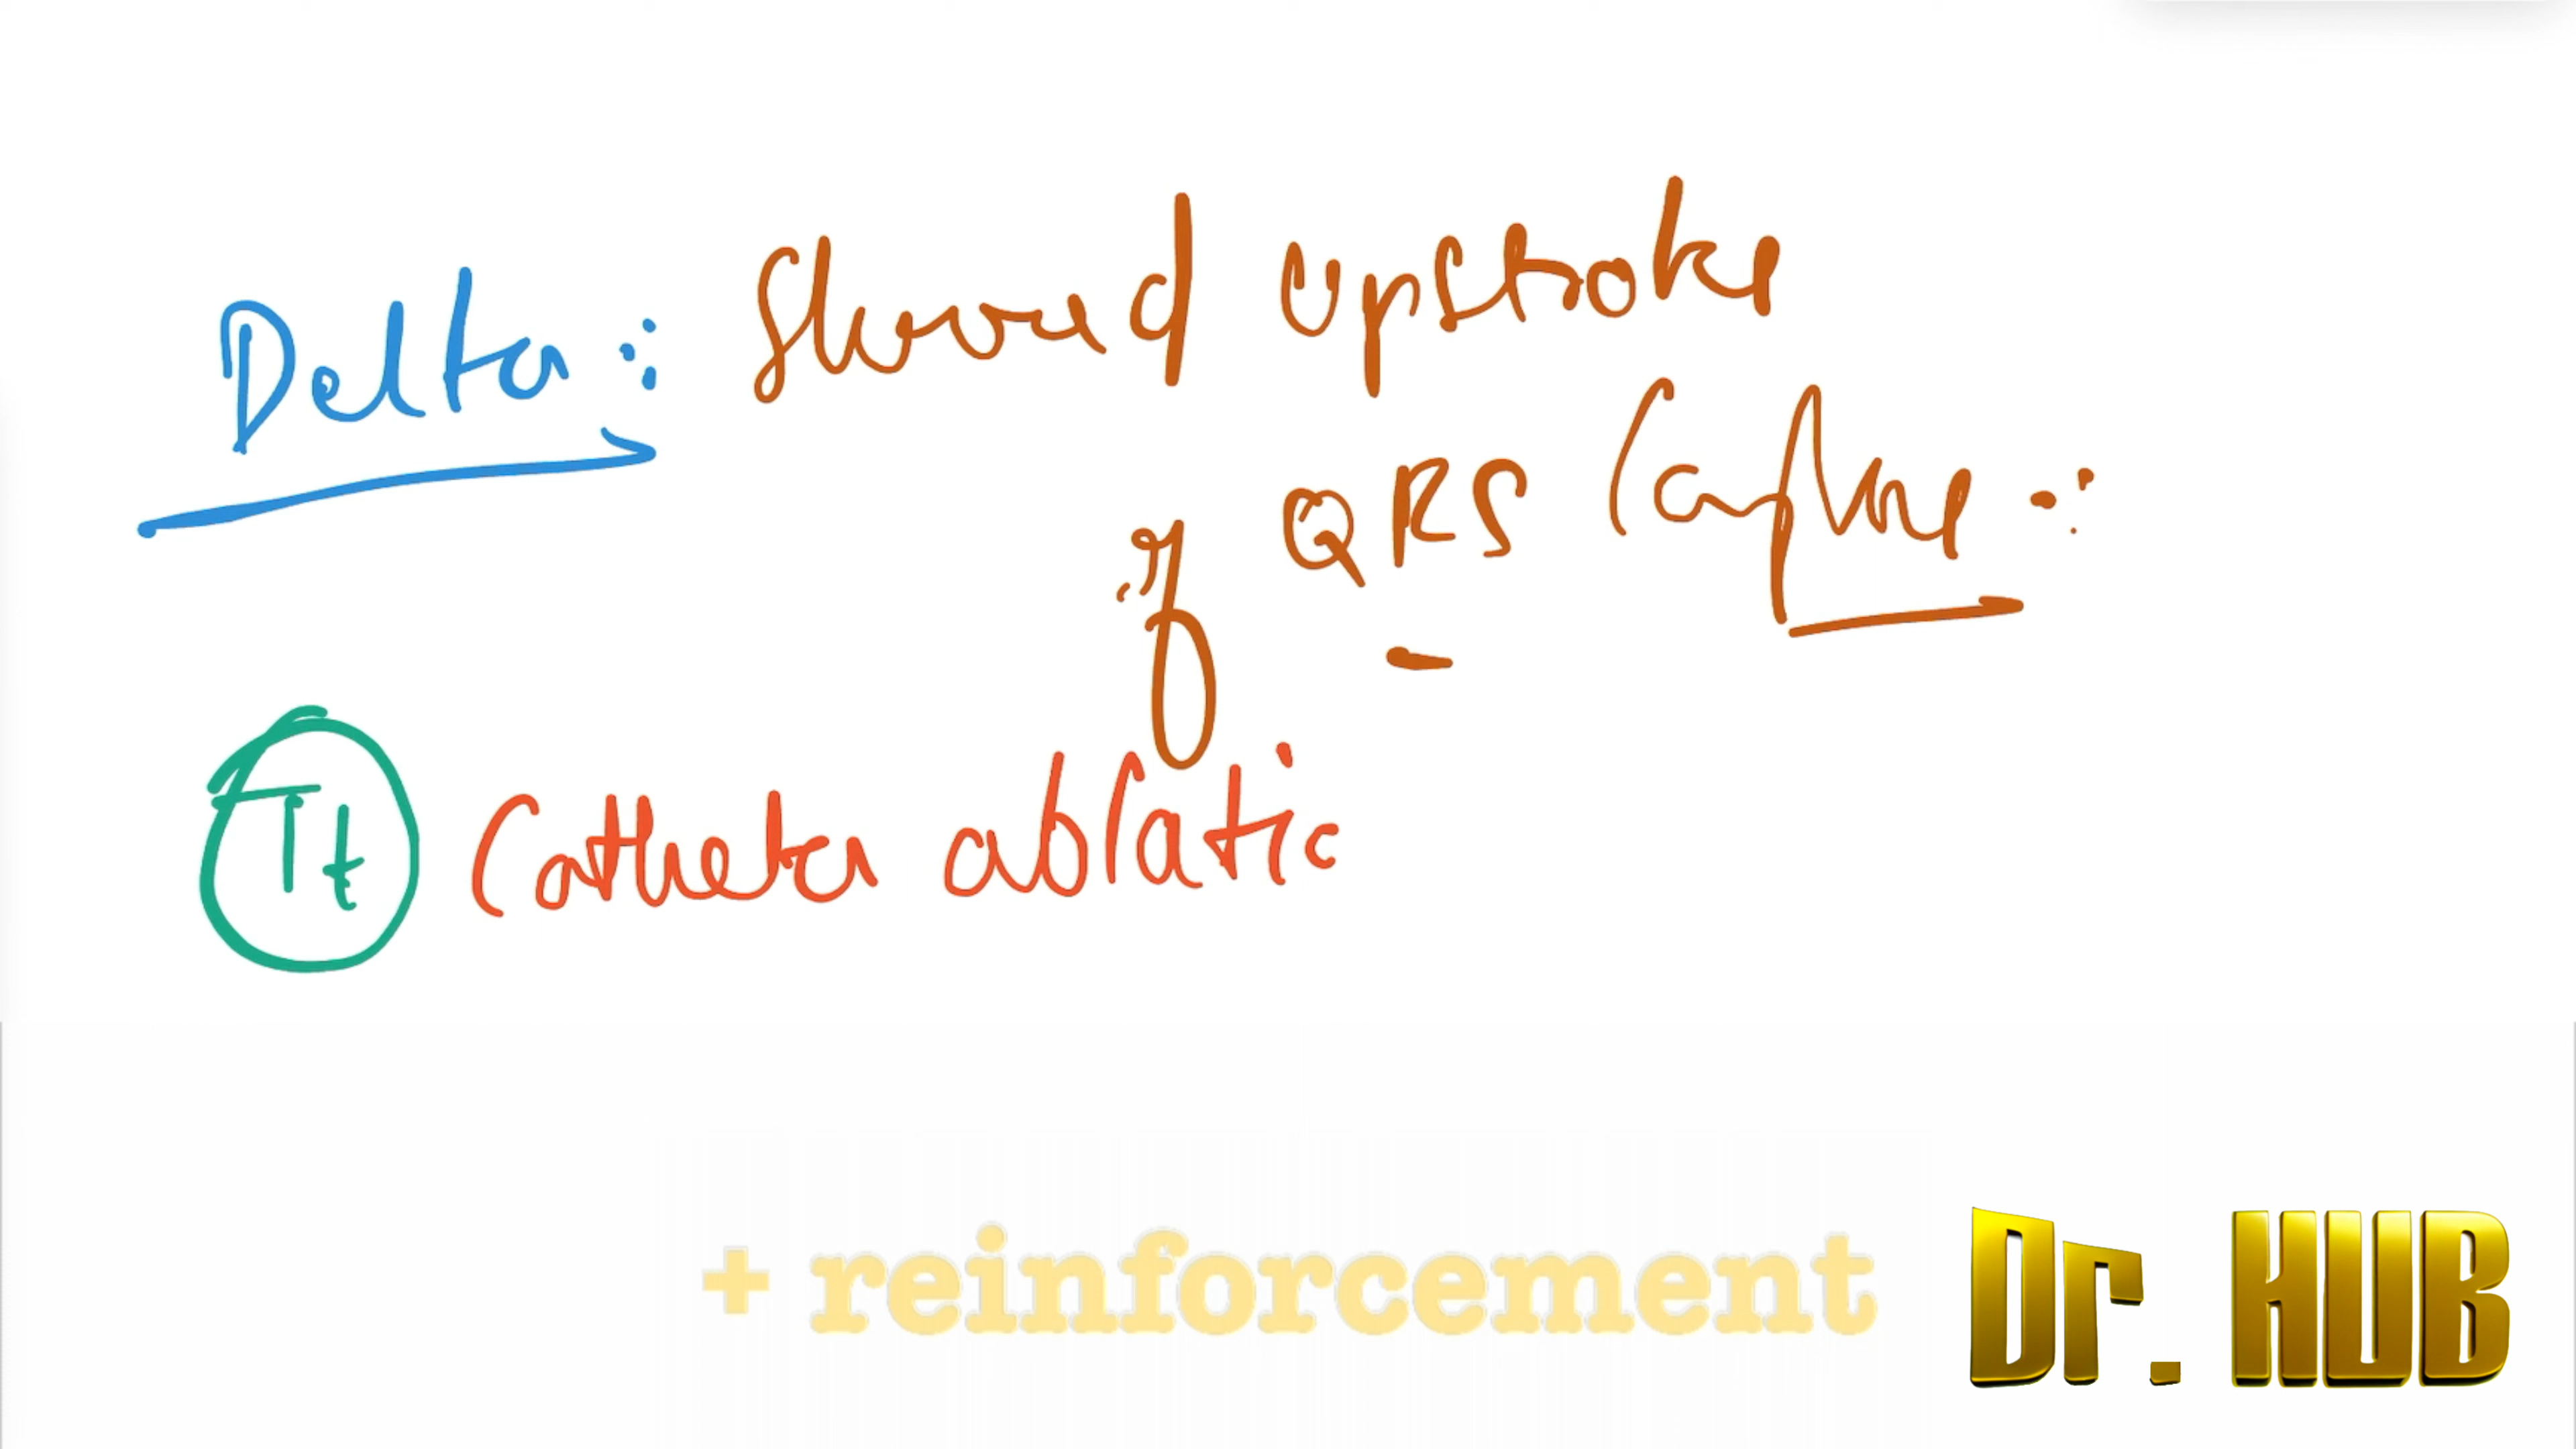 Delta: Slurred upstroke
of QRS Complex
Tt Catheter ablatio
+ reinforcement
Dr. HUB